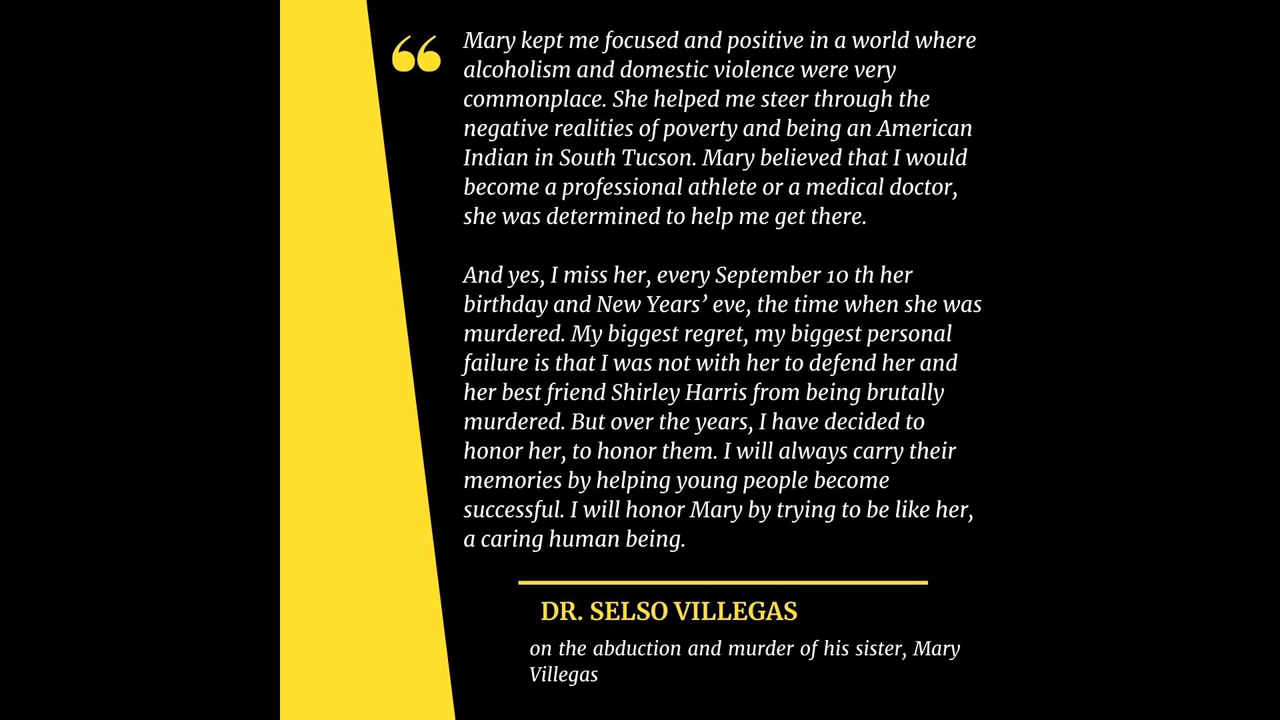 “
Mary kept me focused and positive in a world where
alcoholism and domestic violence were very
commonplace. She helped me steer through the
negative realities of poverty and being an American
Indian in South Tucson. Mary believed that I would
become a professional athlete or a medical doctor,
she was determined to help me get there.
And yes, I miss her, every September 10 th her
birthday and New Years’ eve, the time when she was
murdered. My biggest regret, my biggest personal
failure is that I was not with her to defend her and
her best friend Shirley Harris from being brutally
murdered. But over the years, I have decided to
honor her, to honor them. I will always carry their
memories by helping young people become
successful. I will honor Mary by trying to be like her,
a caring human being.
DR. SELSO VILLEGAS
on the abduction and murder of his sister, Mary
Villegas